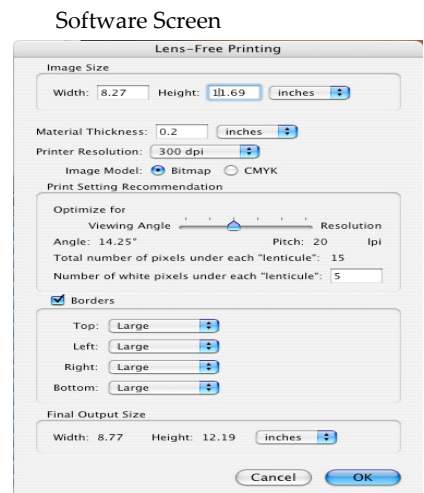 Software Screen
Lens-Free Printing
Image Size
Width: 8.27 Height: 11.69 inches
Material Thickness: 0.2 inches
Printer Resolution: 300 dpi
Image Model: Bitmap CMYK
Print Setting Recommendation
Optimize for
Viewing Angle Resolution
Angle: 14.25° Pitch: 20 lpi
Total number of pixels under each "lenticule": 15
Number of white pixels under each "lenticule": 5
Borders
Top: Large
Left: Large
Right: Large
Bottom: Large
Final Output Size
Width: 8.77 Height: 12.19 inches
Cancel OK